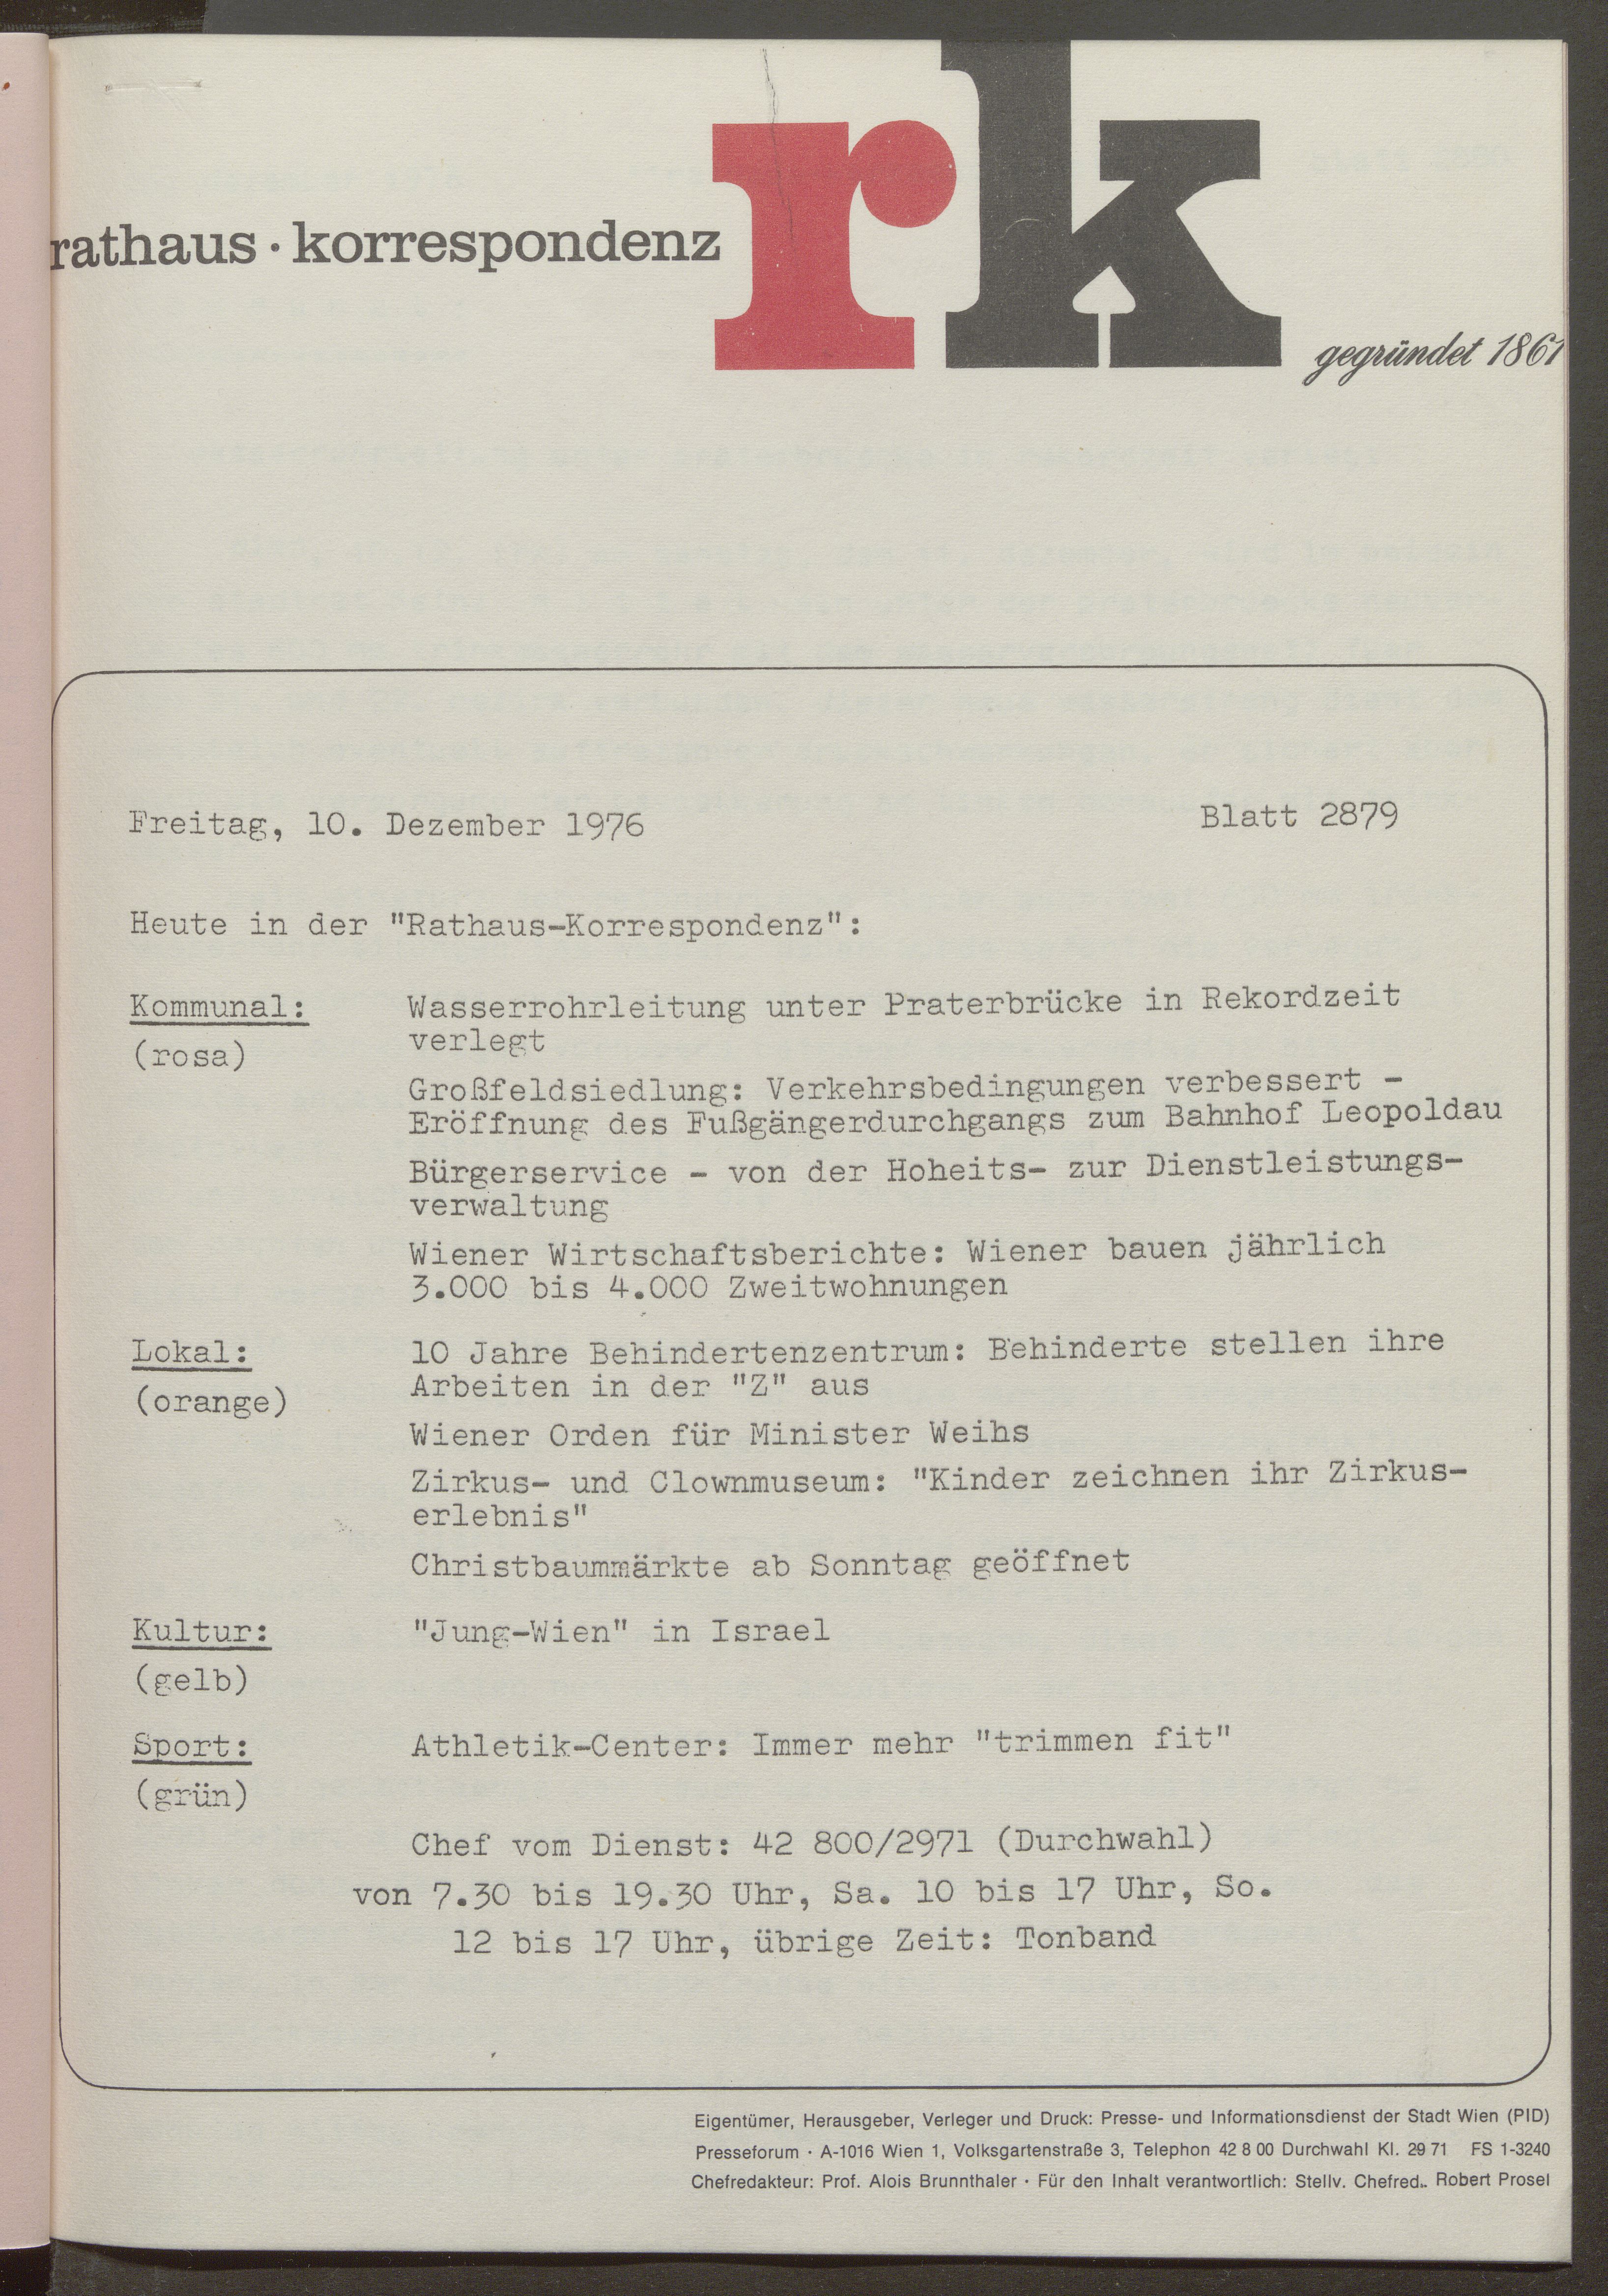 rk
rathaus · korrespondenz
gegründet 1861
Freitag, 10. Dezember 1976 Blatt 2879
Heute in der "Rathaus-Korrespondenz":
Kommunal: Wasserrohrleitung unter Praterbrücke in Rekordzeit
verlegt
(rosa)
Großfeldsiedlung: Verkehrsbedingungen verbessert -
Eröffnung des Fußgängerdurchgangs zum Bahnhof Leopoldau
Bürgerservice - von der Hoheits- zur Dienstleistungs-
verwaltung
Wiener Wirtschaftsberichte: Wiener bauen jährlich
3.000 bis 4.000 Zweitwohnungen
Lokal: 10 Jahre Behindertenzentrum: Behinderte stellen ihre
Arbeiten in der "Z" aus
(orange)
Wiener Orden für Minister Weihs
Zirkus- und Clownmuseum: "Kinder zeichnen ihr Zirkus-
erlebnis"
Christbaummärkte ab Sonntag geöffnet
Kultur: "Jung-Wien" in Israel
(gelb)
Sport: Athletik-Center: Immer mehr "trimmen fit"
(grün)
Chef vom Dienst: 42 800/2971 (Durchwahl)
von 7.30 bis 19.30 Uhr, Sa. 10 bis 17 Uhr, So.
12 bis 17 Uhr, übrige Zeit: Tonband
Eigentümer, Herausgeber, Verleger und Druck: Presse- und Informationsdienst der Stadt Wien (PID)
Presseforum · A-1016 Wien 1, Volksgartenstraße 3, Telephon 42 8 00 Durchwahl Kl. 29 71 FS 1-3240
Chefredakteur: Prof. Alois Brunnthaler · Für den Inhalt verantwortlich: Stellv. Chefred.. Robert Prosel